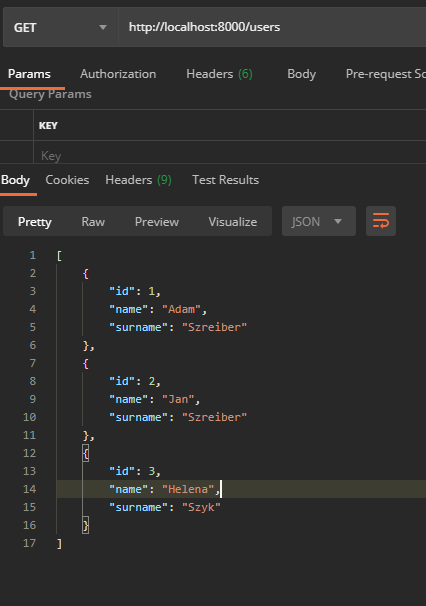 GET http://localhost:8000/users
Params Authorization Headers (6) Body Pre-request Sc
Query Params
KEY
Key
Body Cookies Headers (9) Test Results
Pretty Raw Preview Visualize JSON
1 [
2 {
3 "id": 1,
4 "name": "Adam",
5 "surname": "Szreiber"
6 },
7 {
8 "id": 2,
9 "name": "Jan",
10 "surname": "Szreiber"
11 },
12 {
13 "id": 3,
14 "name": "Helena",
15 "surname": "Szyk"
16 }
17 ]